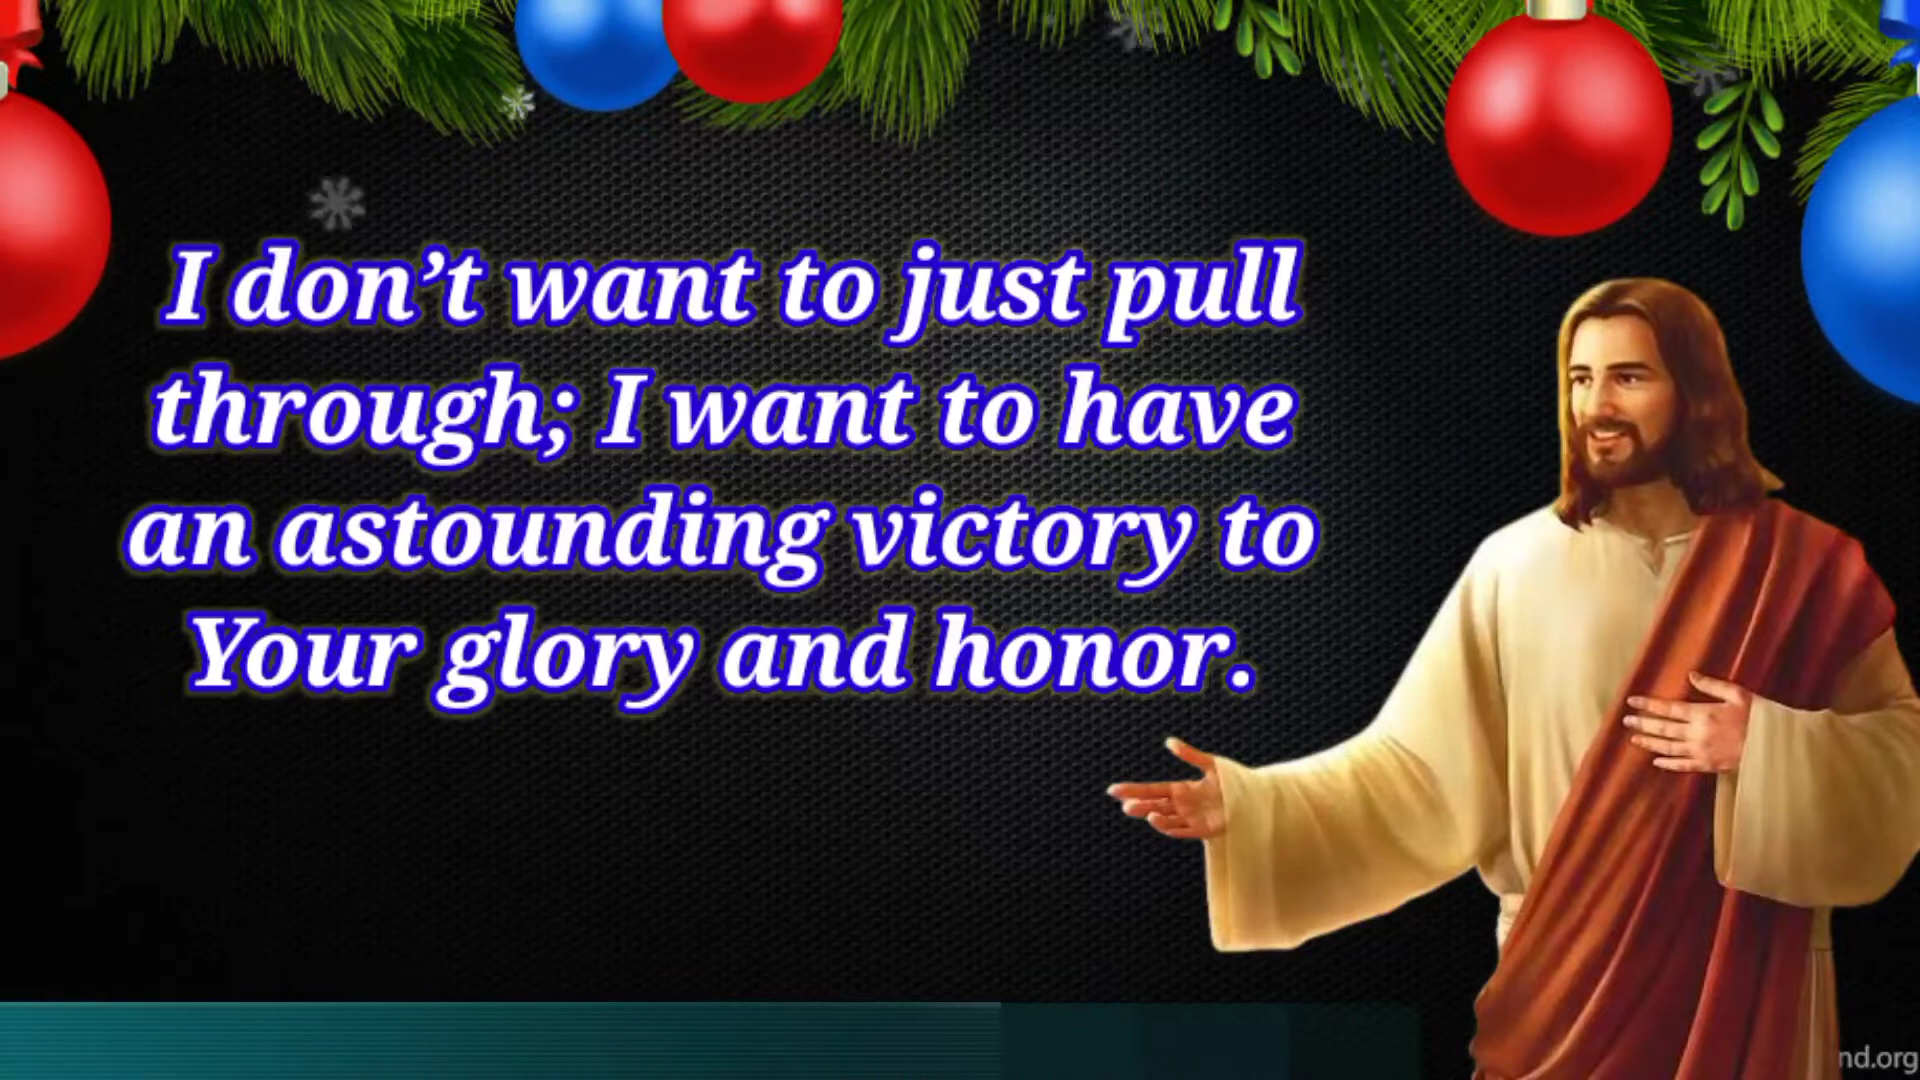 I don’t want to just pull
through; I want to have
an astounding victory to
Your glory and honor.
nd.org